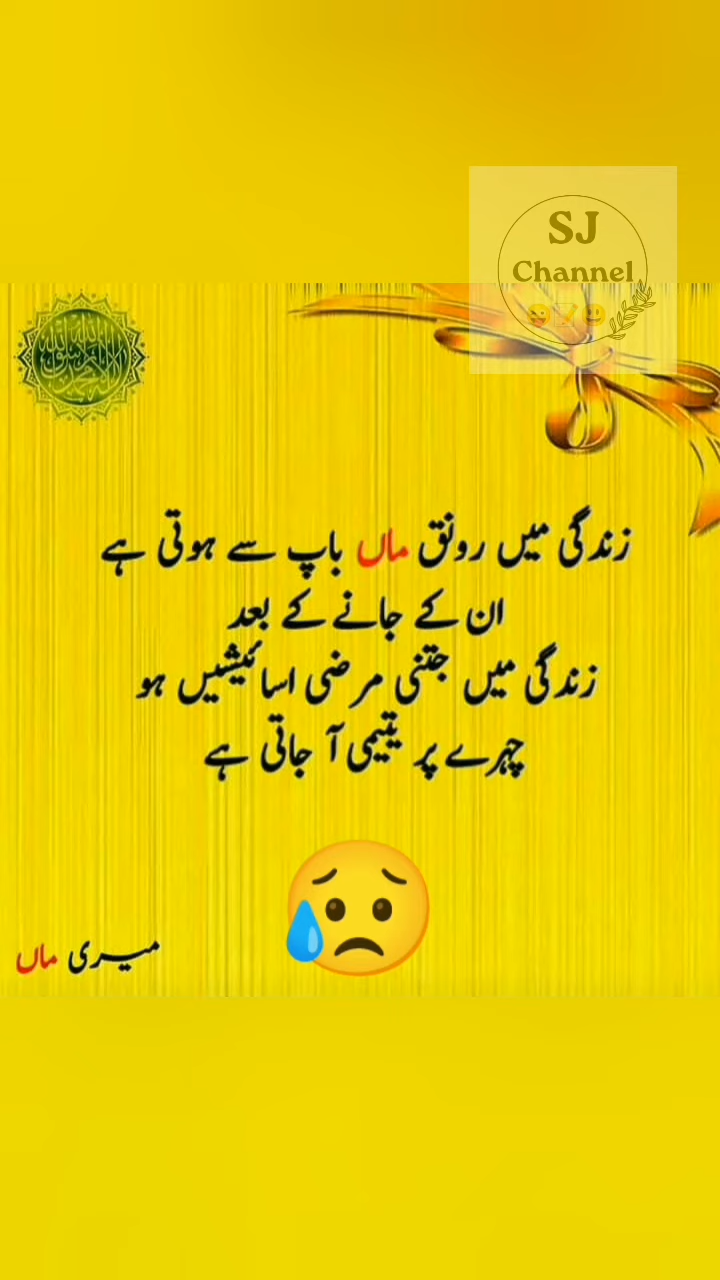 SJ
Channel
زندگی میں رونق ماں باپ سے ہوتی ہے
ان کے جانے کے بعد
زندگی میں جتنی مرضی اسائیشیں ہو
چہرے پر یتیمی آ جاتی ہے
میری ماں